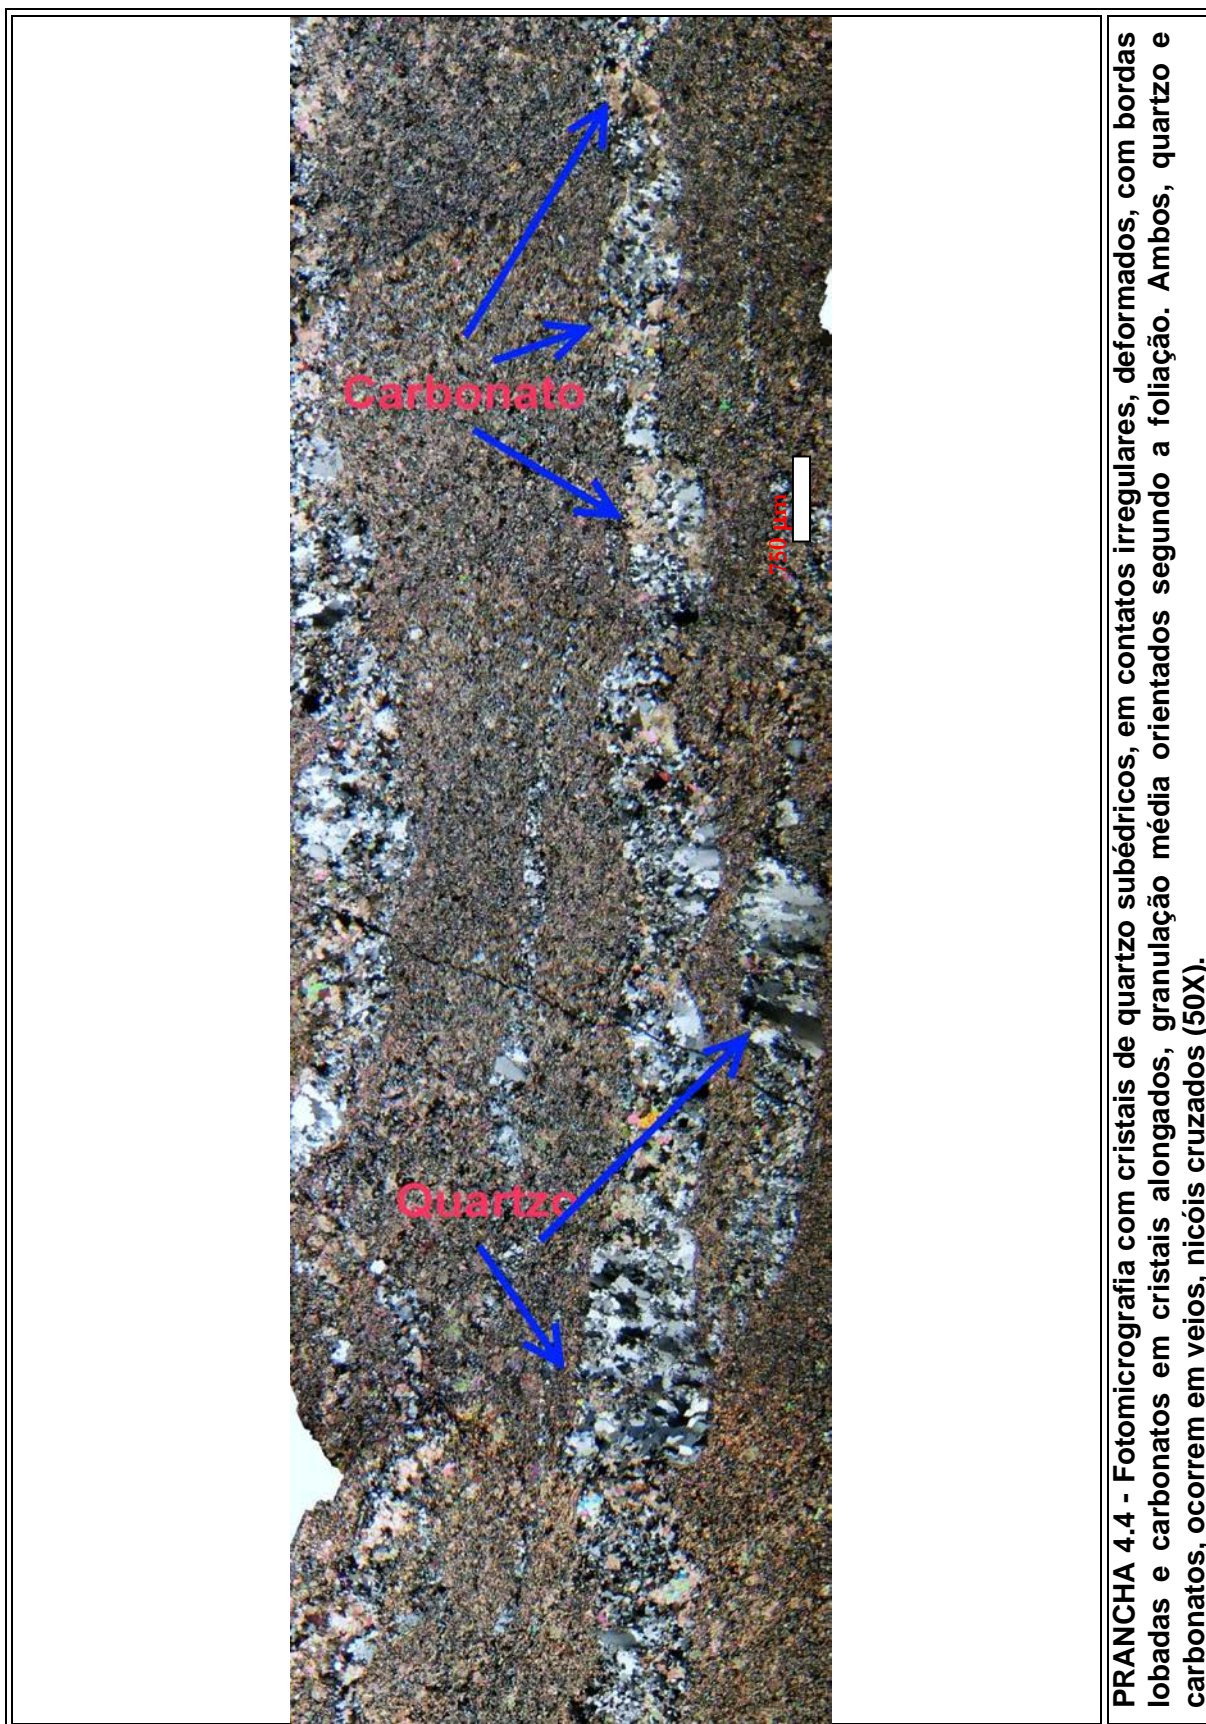 Carbonato
750 µm
Quartzo
PRANCHA 4.4 - Fotomicrografia com cristais de quartzo subédricos, em contatos irregulares, deformados, com bordas
lobadas e carbonatos em cristais alongados, granulação média orientados segundo a foliação. Ambos, quartzo e
carbonatos, ocorrem em veios, nicóis cruzados (50X).